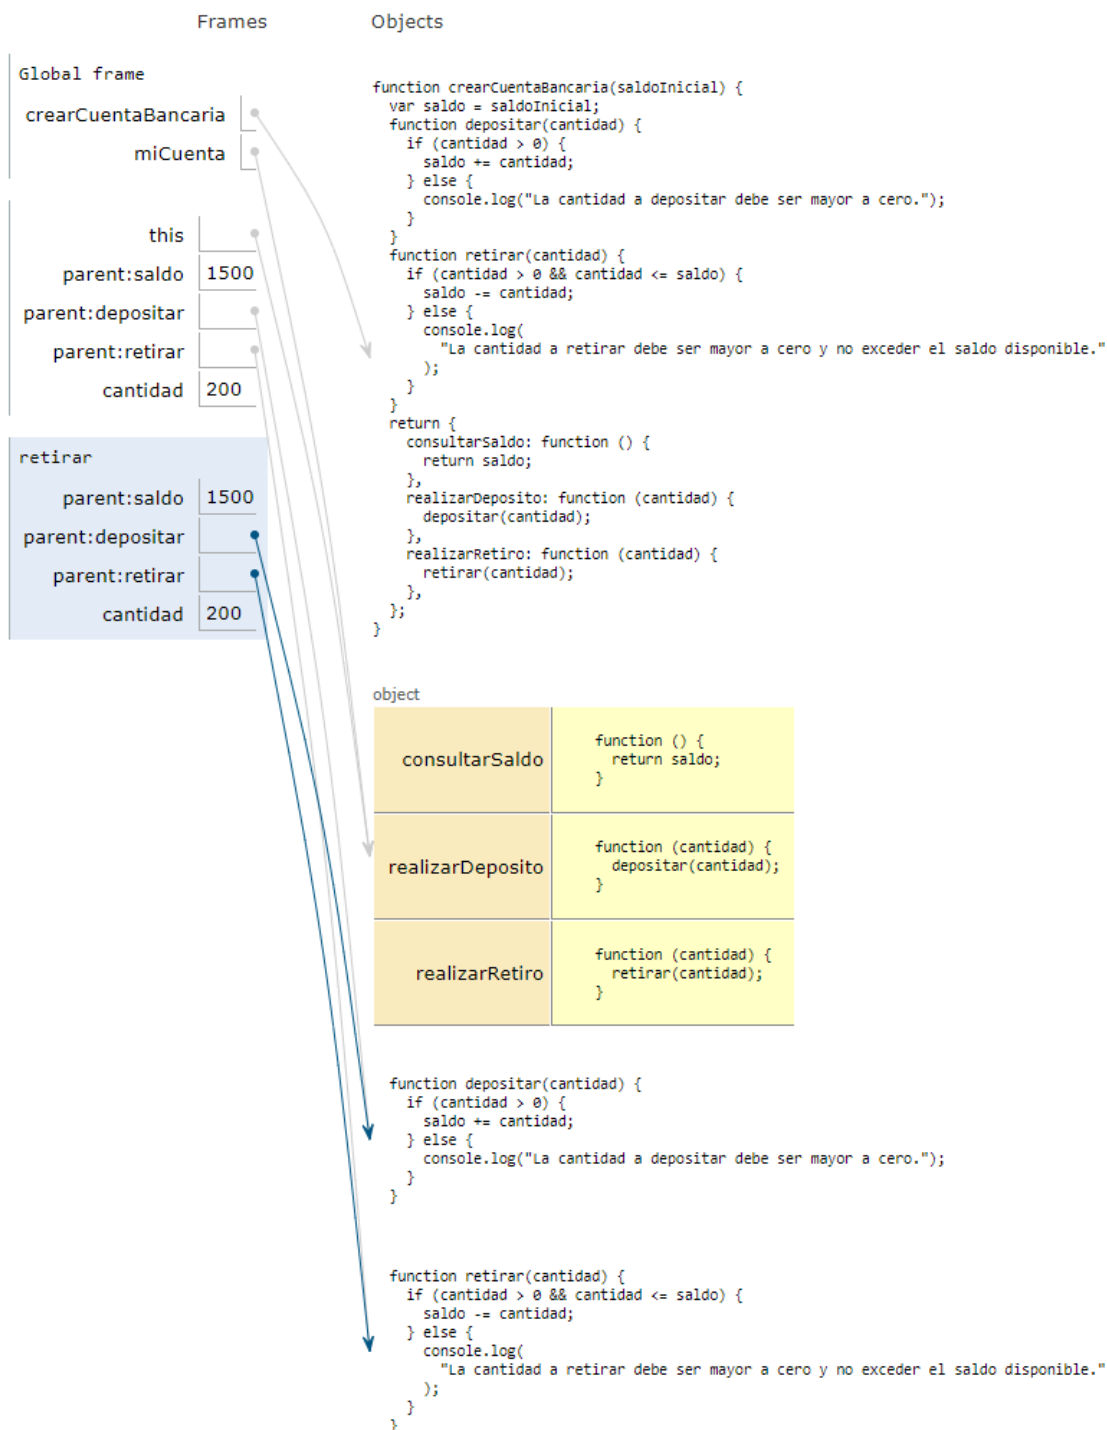 Frames Objects
Global frame
crearCuentaBancaria
miCuenta
this
parent:saldo 1500
parent:depositar
parent:retirar
cantidad 200
retirar
parent:saldo 1500
parent:depositar
parent:retirar
cantidad 200
function crearCuentaBancaria(saldoInicial) {
  var saldo = saldoInicial;
  function depositar(cantidad) {
    if (cantidad > 0) {
      saldo += cantidad;
    } else {
      console.log("La cantidad a depositar debe ser mayor a cero.");
    }
  }
  function retirar(cantidad) {
    if (cantidad > 0 && cantidad <= saldo) {
      saldo -= cantidad;
    } else {
      console.log(
        "La cantidad a retirar debe ser mayor a cero y no exceder el saldo disponible."
      );
    }
  }
  return {
    consultarSaldo: function () {
      return saldo;
    },
    realizarDeposito: function (cantidad) {
      depositar(cantidad);
    },
    realizarRetiro: function (cantidad) {
      retirar(cantidad);
    },
  };
}
object
consultarSaldo
function () {
  return saldo;
}
realizarDeposito
function (cantidad) {
  depositar(cantidad);
}
realizarRetiro
function (cantidad) {
  retirar(cantidad);
}
function depositar(cantidad) {
  if (cantidad > 0) {
    saldo += cantidad;
  } else {
    console.log("La cantidad a depositar debe ser mayor a cero.");
  }
}
function retirar(cantidad) {
  if (cantidad > 0 && cantidad <= saldo) {
    saldo -= cantidad;
  } else {
    console.log(
      "La cantidad a retirar debe ser mayor a cero y no exceder el saldo disponible."
    );
  }
}